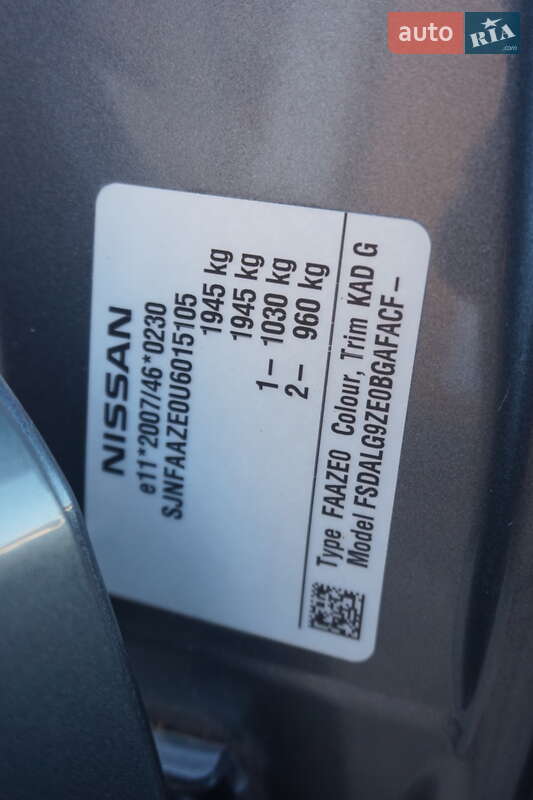 auto RIA .com
NISSAN
e11*2007/46*0230
SJNFAAZE0U6015105
1945 kg
1945 kg
1– 1030 kg
2– 960 kg
Type FAAZE0 Colour, Trim KAD G
Model FSDALG9ZE0BGAFACF–